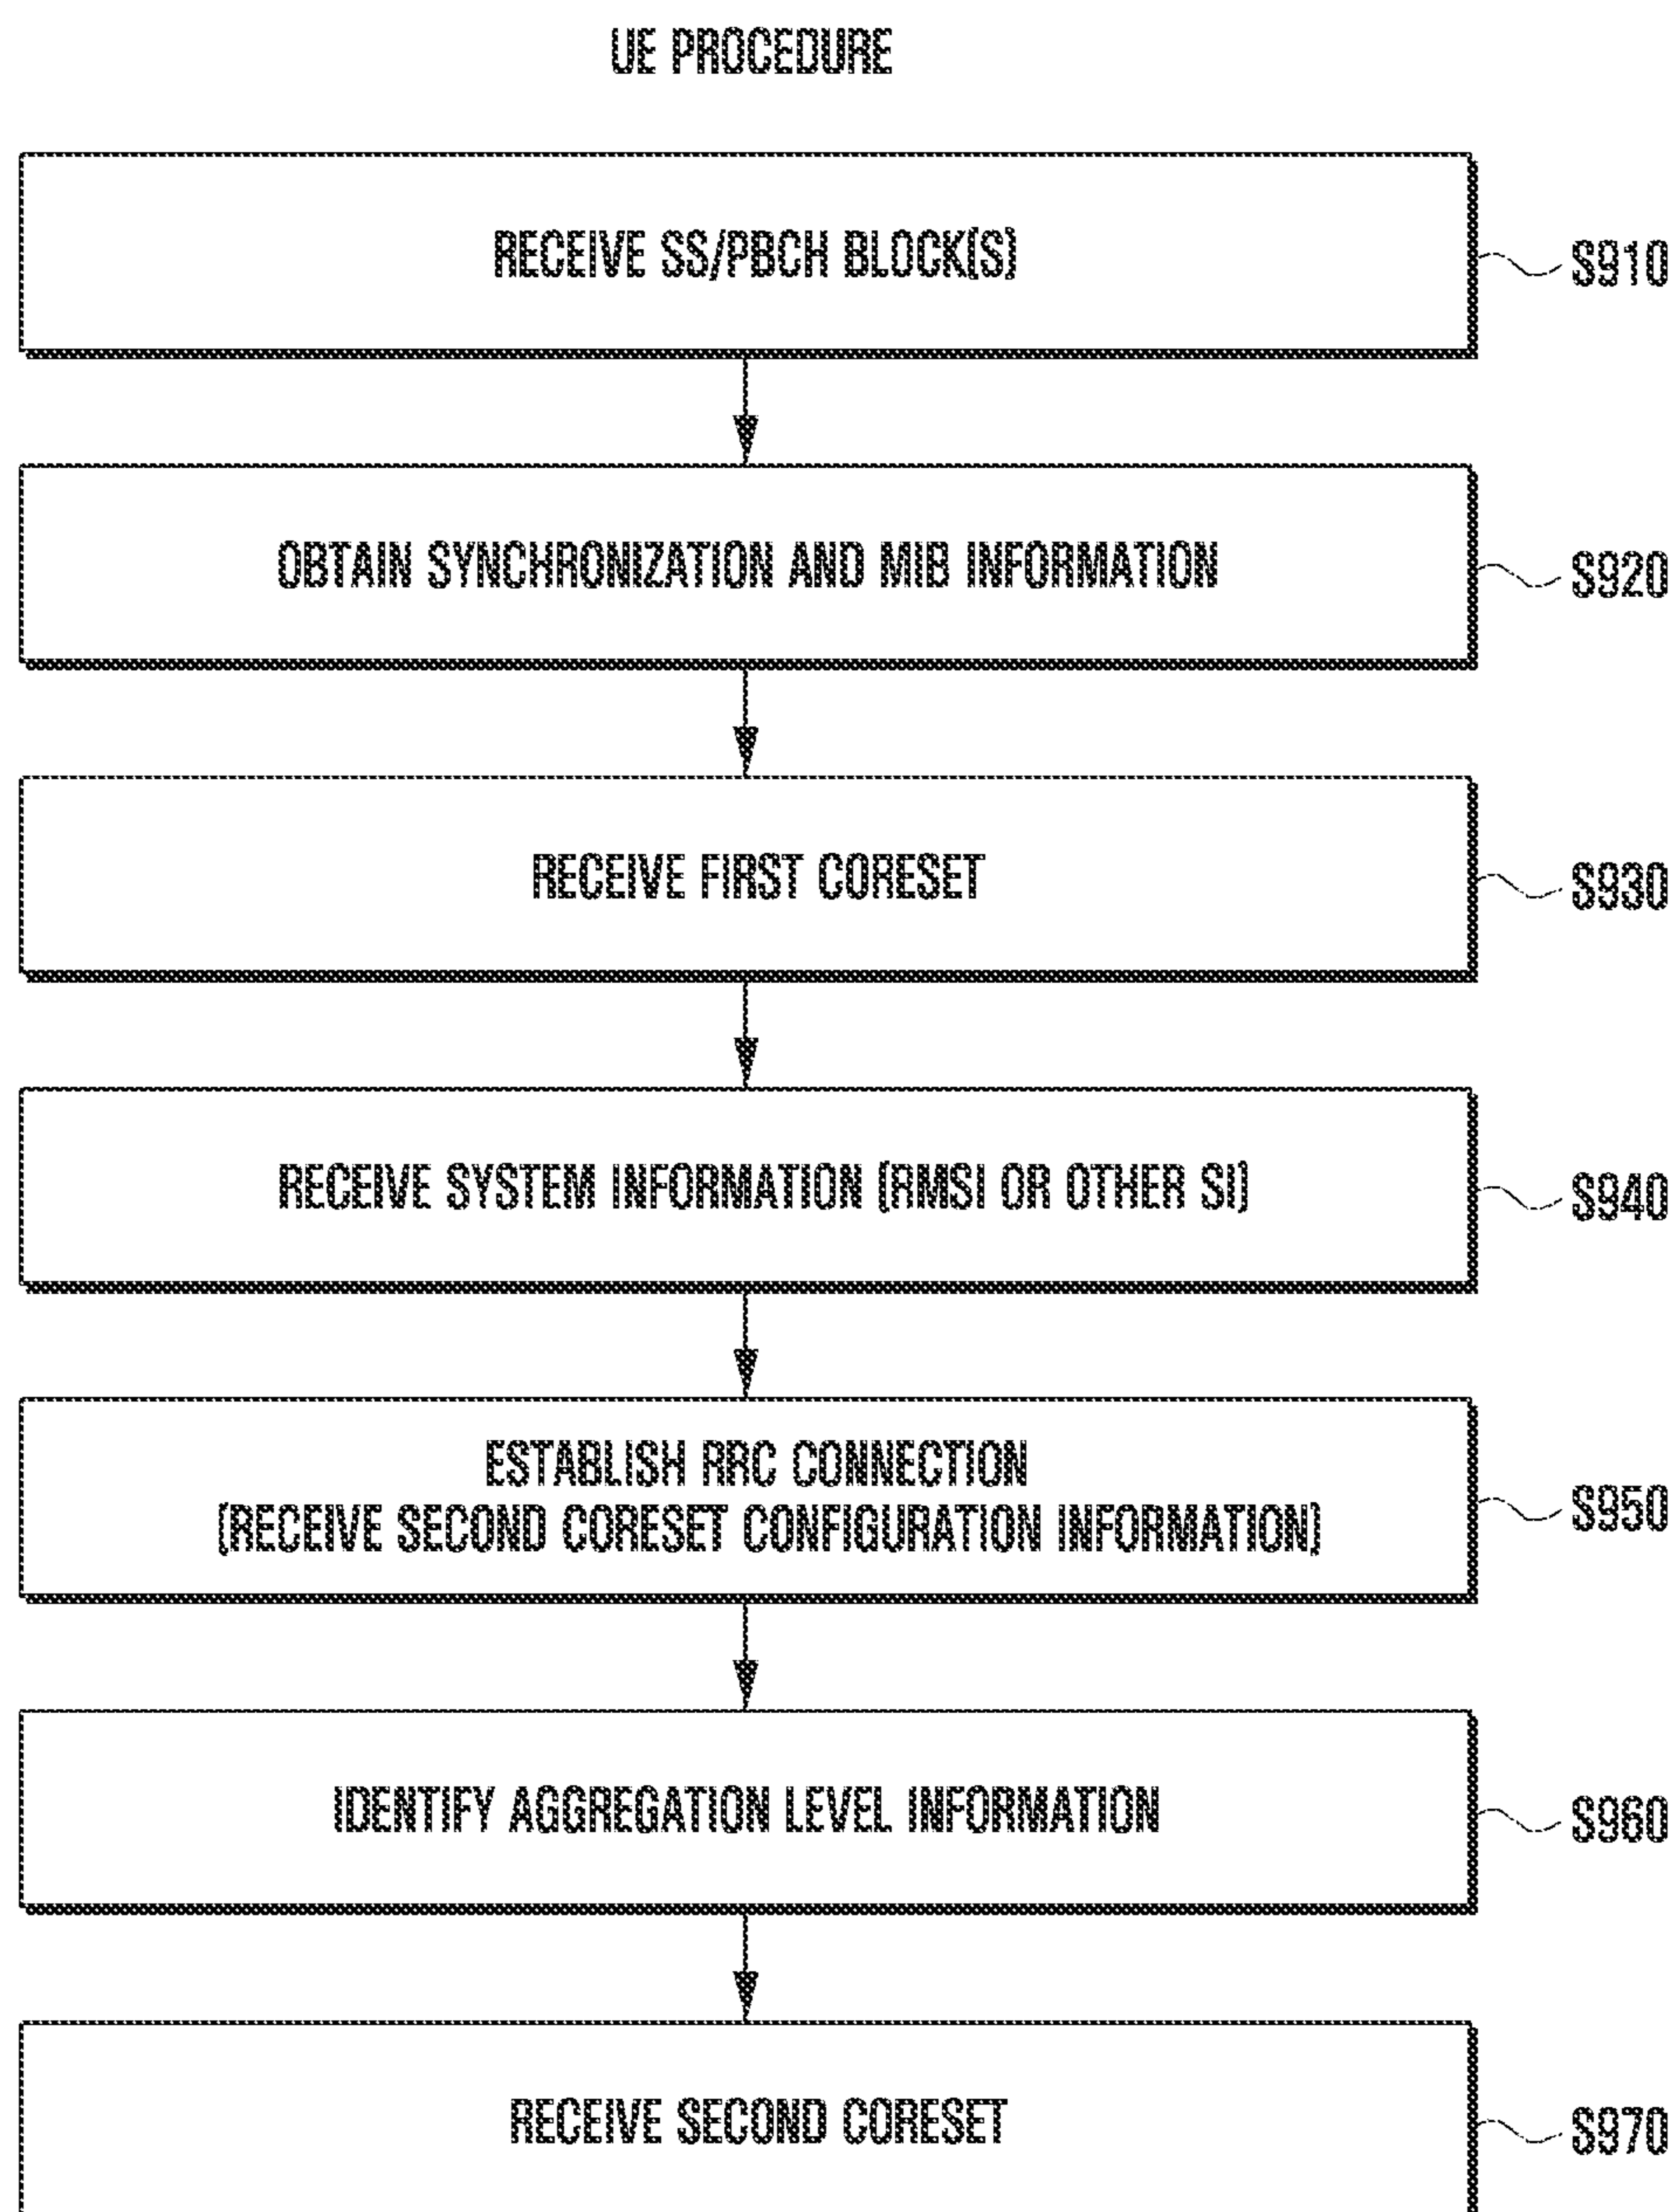 UE PROCEDURE
RECEIVE SS/PBCH BLOCK(S)
S910
OBTAIN SYNCHRONIZATION AND MIB INFORMATION
S920
RECEIVE FIRST CORESET
S930
RECEIVE SYSTEM INFORMATION (RMSI OR OTHER SI)
S940
ESTABLISH RRC CONNECTION
(RECEIVE SECOND CORESET CONFIGURATION INFORMATION)
S950
IDENTIFY AGGREGATION LEVEL INFORMATION
S960
RECEIVE SECOND CORESET
S970